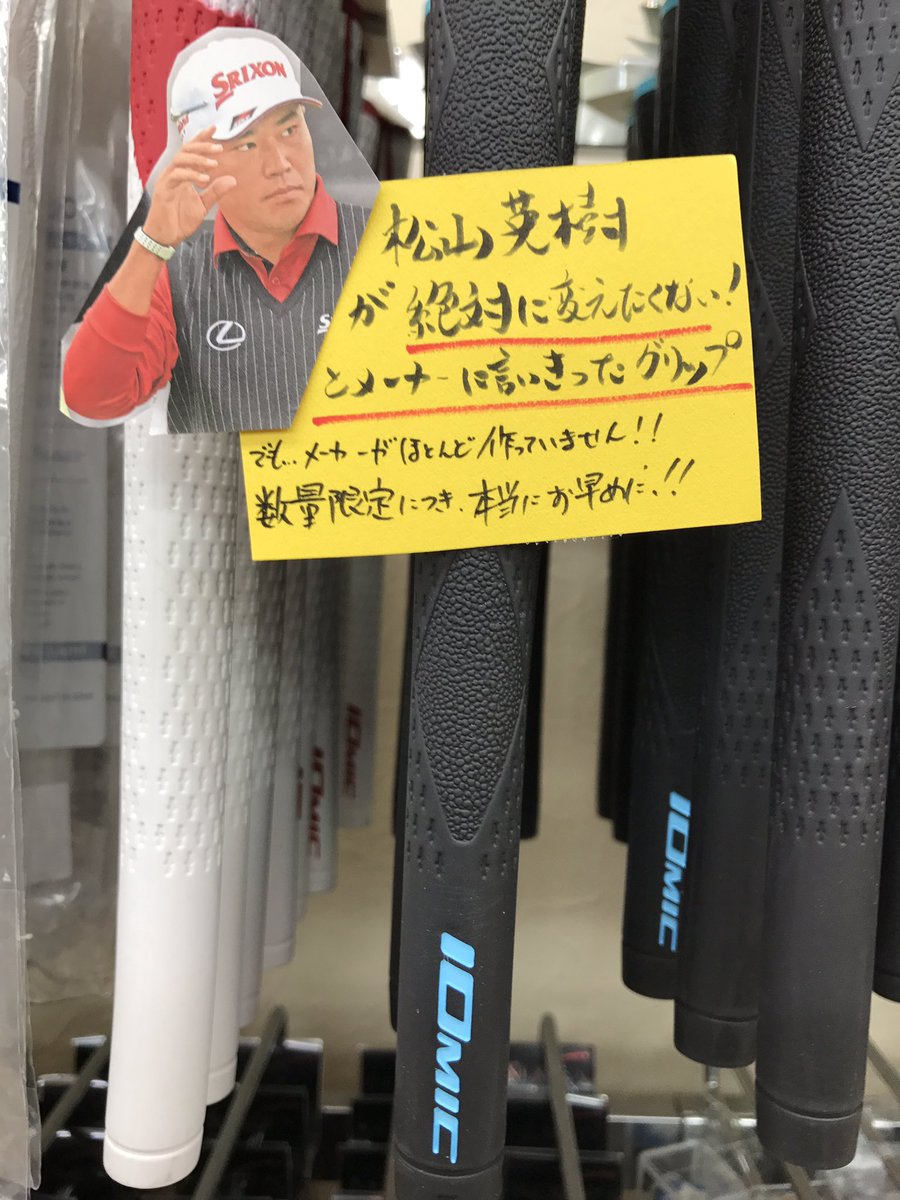 SRIXON
松山英樹
が絶対に変えたくない!
とメーカーに言いきったグリップ
でも…メーカーがほとんど作っていません!!
数量限定につき、本当にお早めに、!!
IOMIC
IOMIC
IOMIC
IOMIC